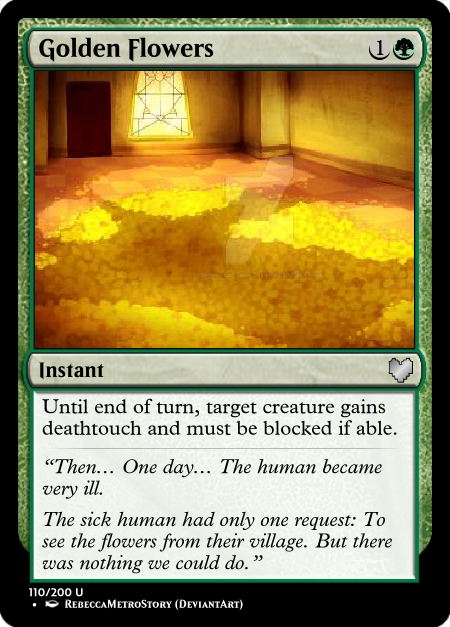 Golden Flowers 1
Instant
Until end of turn, target creature gains
deathtouch and must be blocked if able.
“Then… One day… The human became
very ill.
The sick human had only one request: To
see the flowers from their village. But there
was nothing we could do.”
110/200 U
• RebeccaMetroStory (DeviantArt)